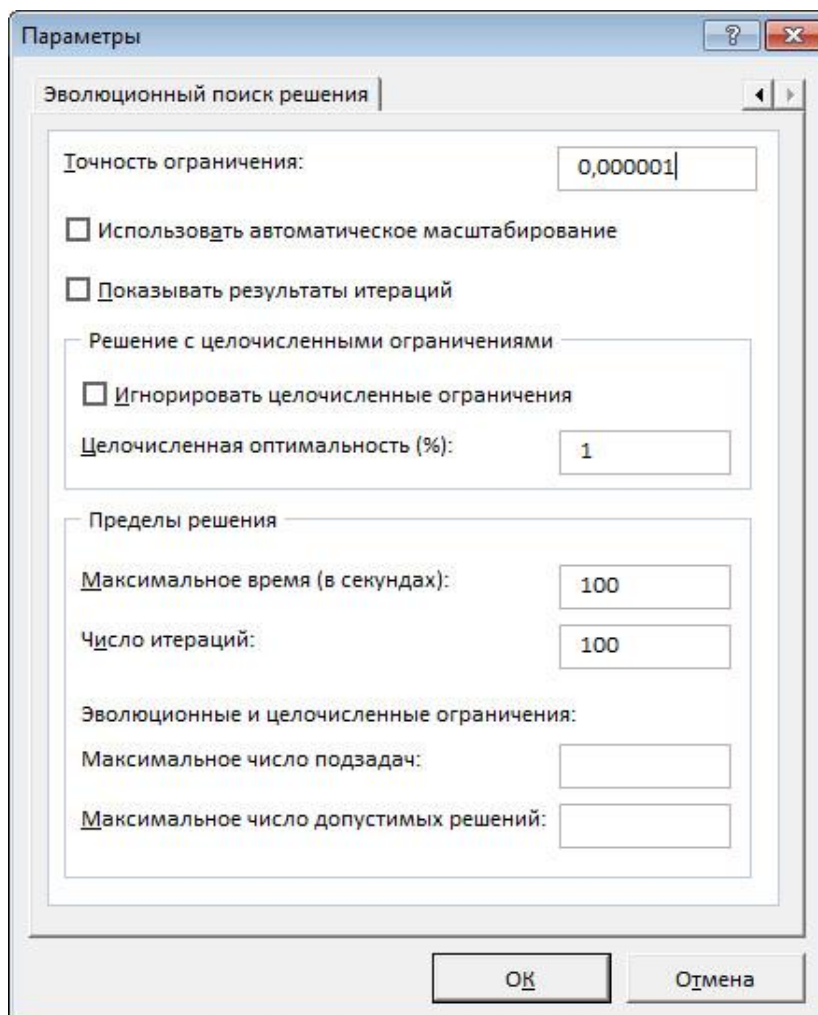 Параметры
Эволюционный поиск решения
Точность ограничения: 0,000001
Использовать автоматическое масштабирование
Показывать результаты итераций
Решение с целочисленными ограничениями
Игнорировать целочисленные ограничения
Целочисленная оптимальность (%): 1
Пределы решения
Максимальное время (в секундах): 100
Число итераций: 100
Эволюционные и целочисленные ограничения:
Максимальное число подзадач:
Максимальное число допустимых решений:
ОК Отмена